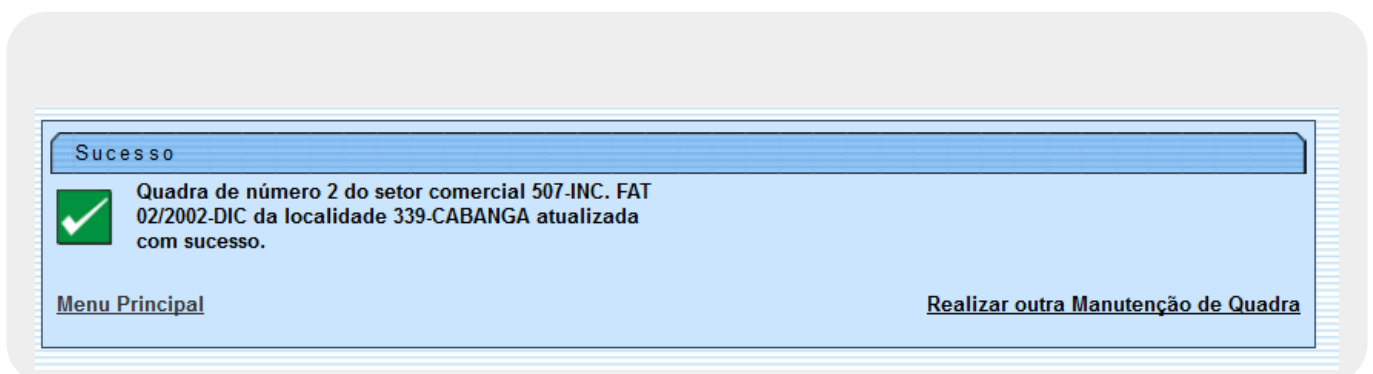 Sucesso
Quadra de número 2 do setor comercial 507-INC. FAT
02/2002-DIC da localidade 339-CABANGA atualizada
com sucesso.
Menu Principal
Realizar outra Manutenção de Quadra